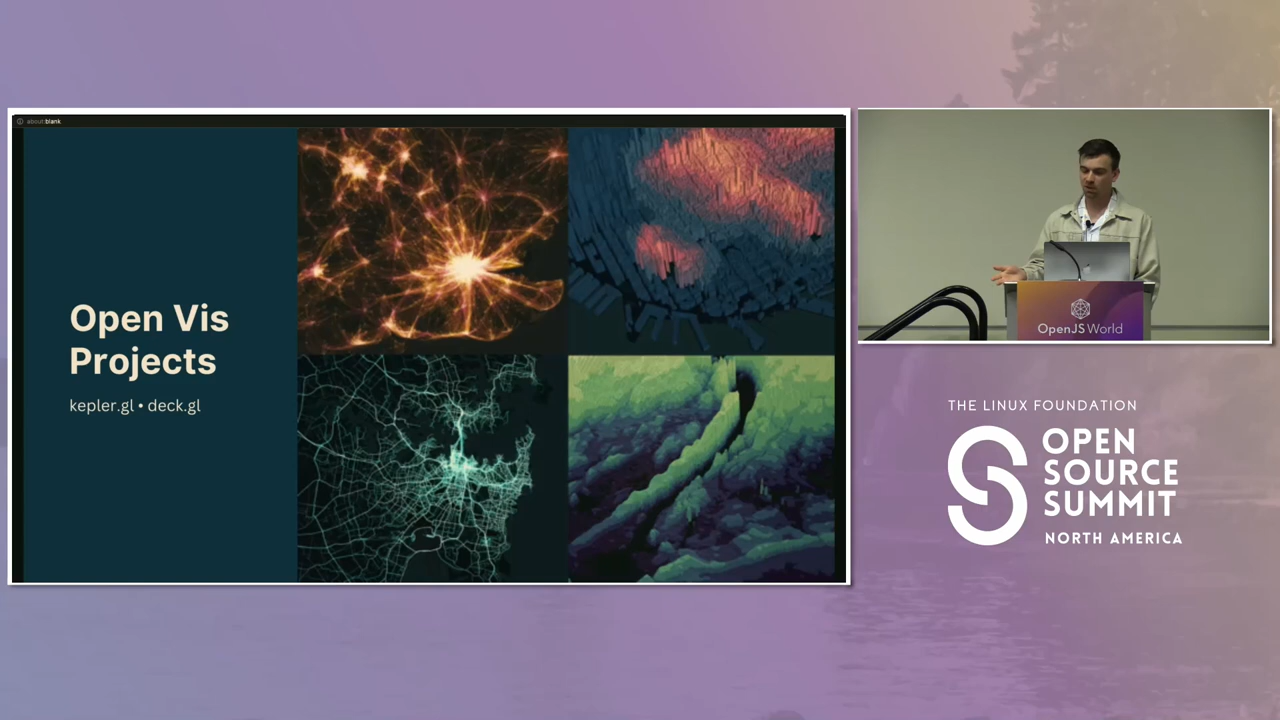 about:blank
Open Vis
Projects
kepler.gl • deck.gl
OpenJS World
THE LINUX FOUNDATION
OPEN
SOURCE
SUMMIT
NORTH AMERICA